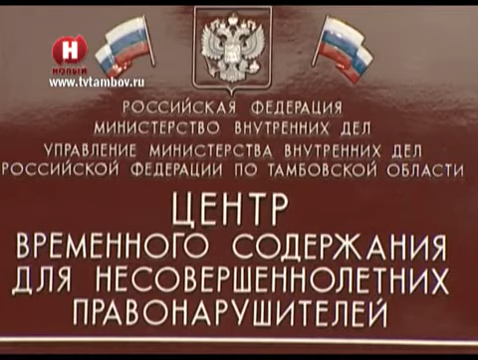 Н
НОВЫЙ
www.tvtambov.ru
РОССИЙСКАЯ ФЕДЕРАЦИЯ
МИНИСТЕРСТВО ВНУТРЕННИХ ДЕЛ
УПРАВЛЕНИЕ МИНИСТЕРСТВА ВНУТРЕННИХ ДЕЛ
РОССИЙСКОЙ ФЕДЕРАЦИИ ПО ТАМБОВСКОЙ ОБЛАСТИ
ЦЕНТР
ВРЕМЕННОГО СОДЕРЖАНИЯ
ДЛЯ НЕСОВЕРШЕННОЛЕТНИХ
ПРАВОНАРУШИТЕЛЕЙ